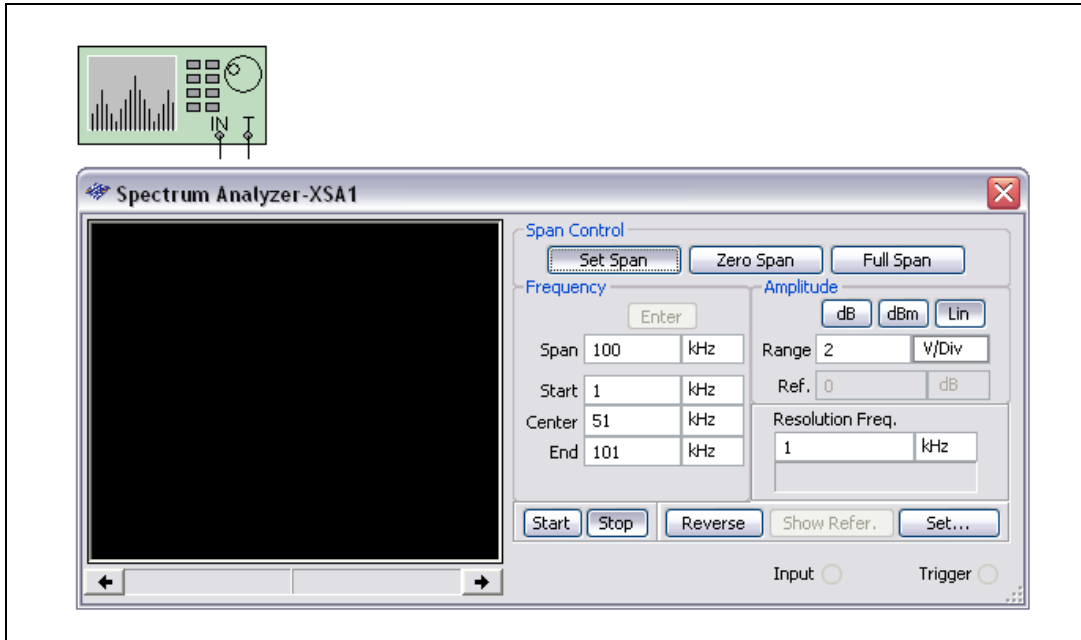 IN T
Spectrum Analyzer-XSA1
Span Control
Set Span Zero Span Full Span
Frequency
Enter
Span 100 kHz
Start 1 kHz
Center 51 kHz
End 101 kHz
Amplitude
dB dBm Lin
Range 2 V/Div
Ref. 0 dB
Resolution Freq.
1 kHz
Start Stop Reverse Show Refer. Set...
Input Trigger